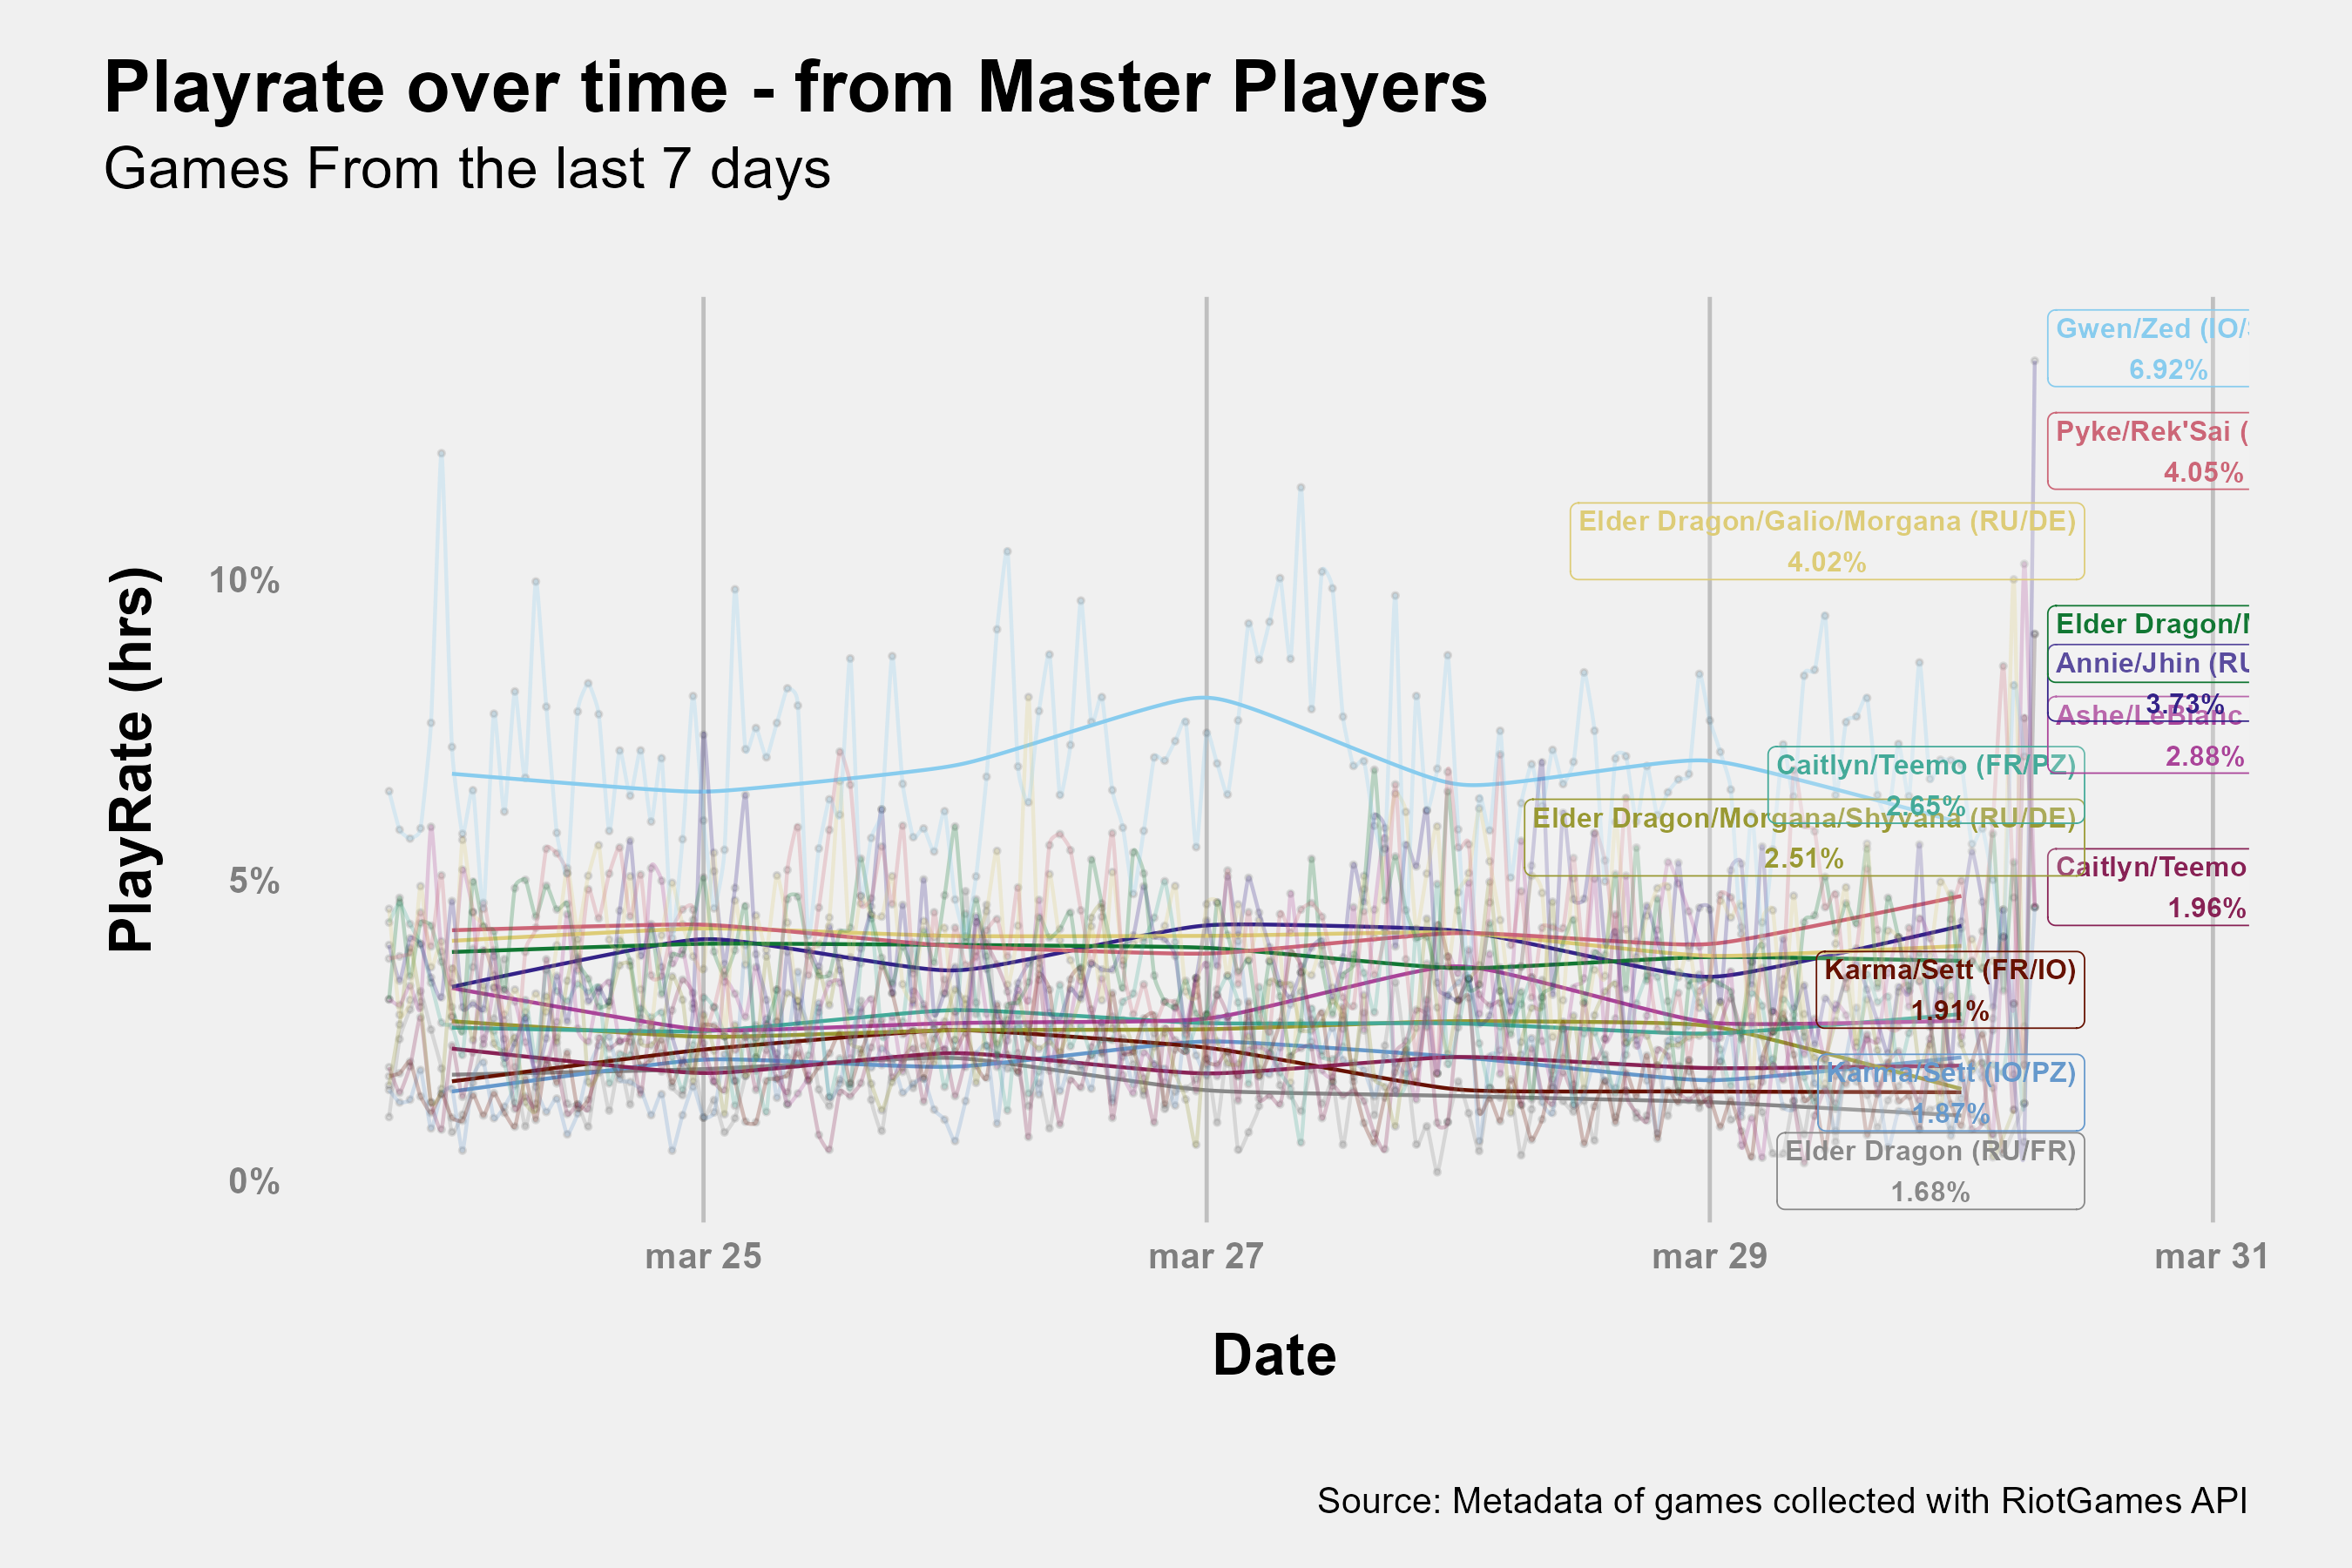 Playrate over time - from Master Players
Games From the last 7 days
Gwen/Zed (IO/
6.92%
Pyke/Rek'Sai (
4.05%
Elder Dragon/Galio/Morgana (RU/DE)
4.02%
Elder Dragon/
Annie/Jhin (RU
3.73%
Ashe/LeBlanc
2.88%
Caitlyn/Teemo (FR/PZ)
2.65%
Elder Dragon/Morgana/Shyvana (RU/DE)
2.51%
Caitlyn/Teemo
1.96%
Karma/Sett (FR/IO)
1.91%
Karma/Sett (IO/PZ)
1.87%
Elder Dragon (RU/FR)
1.68%
PlayRate (hrs)
10%
5%
0%
mar 25
mar 27
mar 29
mar 31
Date
Source: Metadata of games collected with RiotGames API